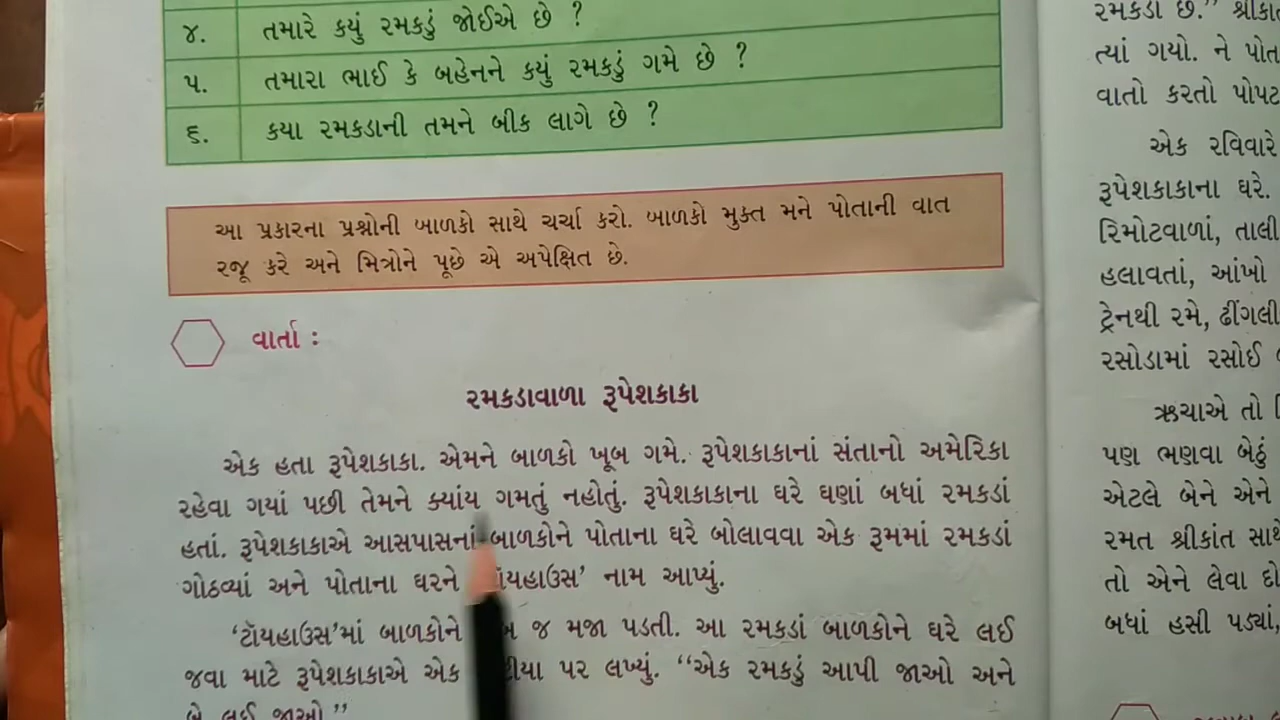 ૪. તમારે કયું રમકડું જોઈએ છે ?
૫. તમારા ભાઈ કે બહેનને કયું રમકડું ગમે છે ?
૬. કયા રમકડાની તમને બીક લાગે છે ?
આ પ્રકારના પ્રશ્નોની બાળકો સાથે ચર્ચા કરો. બાળકો મુક્ત મને પોતાની વાત
રજૂ કરે અને મિત્રોને પૂછે એ અપેક્ષિત છે.
વાર્તા :
રમકડાવાળા રૂપેશકાકા
એક હતા રૂપેશકાકા. એમને બાળકો ખૂબ ગમે. રૂપેશકાકાનાં સંતાનો અમેરિકા
રહેવા ગયાં પછી તેમને ક્યાંય ગમતું નહોતું. રૂપેશકાકાના ઘરે ઘણાં બધાં રમકડાં
હતાં. રૂપેશકાકાએ આસપાસનાં બાળકોને પોતાના ઘરે બોલાવવા એક રૂમમાં રમકડાં
ગોઠવ્યાં અને પોતાના ઘરને નામ આપ્યું.
‘ટૉયહાઉસ’માં બાળકોને જ મજા પડતી. આ રમકડાં બાળકોને ઘરે લઈ
જવા માટે રૂપેશકાકાએ એક પર લખ્યું. “એક રમકડું આપી જાઓ અને
બે લઈ જાઓ”
રમકડાં છે.”
ત્યાં ગયો. ને
વાતો કરતો પોપટ
એક રવિવારે
રૂપેશકાકાના ઘરે.
રિમોટવાળાં,
હલાવતાં, આંખો
ટ્રેનથી રમે,
રસોડામાં રસોઈ
ઋચાએ તો
પણ ભણવા બેઠું
એટલે બેને એને
રમત શ્રીકાંત
તો એને લેવા
બધાં હસી પડ્યાં,